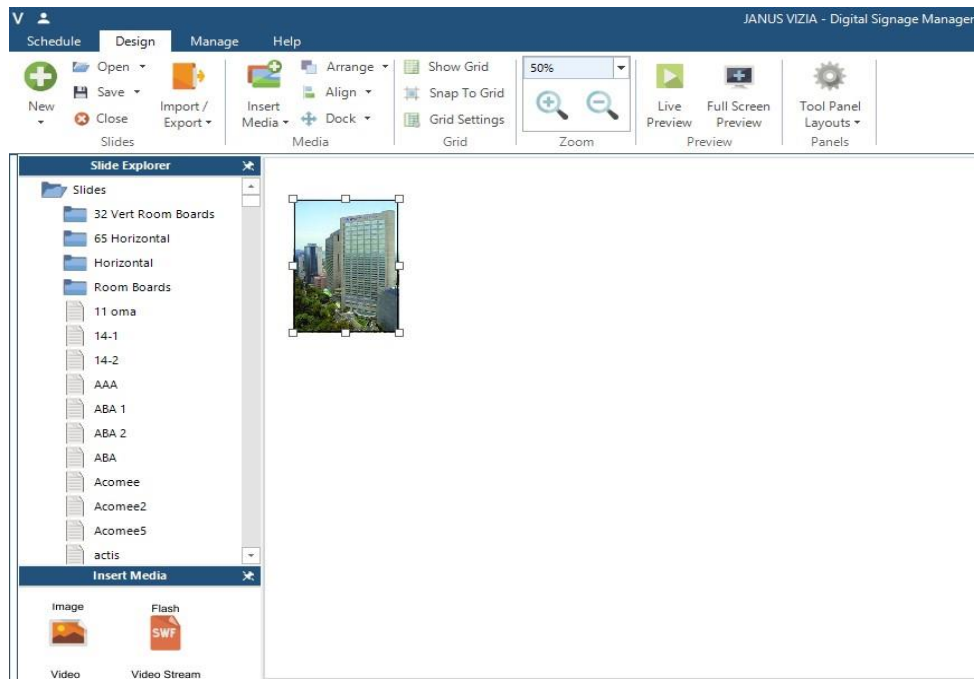 V
JANUS VIZIA - Digital Signage Manager
Schedule Design Manage Help
New
Open
Save
Close
Import /
Export
Slides
Insert
Media
Arrange
Align
Dock
Media
Show Grid
Snap To Grid
Grid Settings
Grid
50%
Zoom
Live
Preview
Full Screen
Preview
Preview
Tool Panel
Layouts
Panels
Slide Explorer
Slides
32 Vert Room Boards
65 Horizontal
Horizontal
Room Boards
11 oma
14-1
14-2
AAA
ABA 1
ABA 2
ABA
Acomee
Acomee2
Acomee5
actis
Insert Media
Image Flash
SWF
Video Video Stream